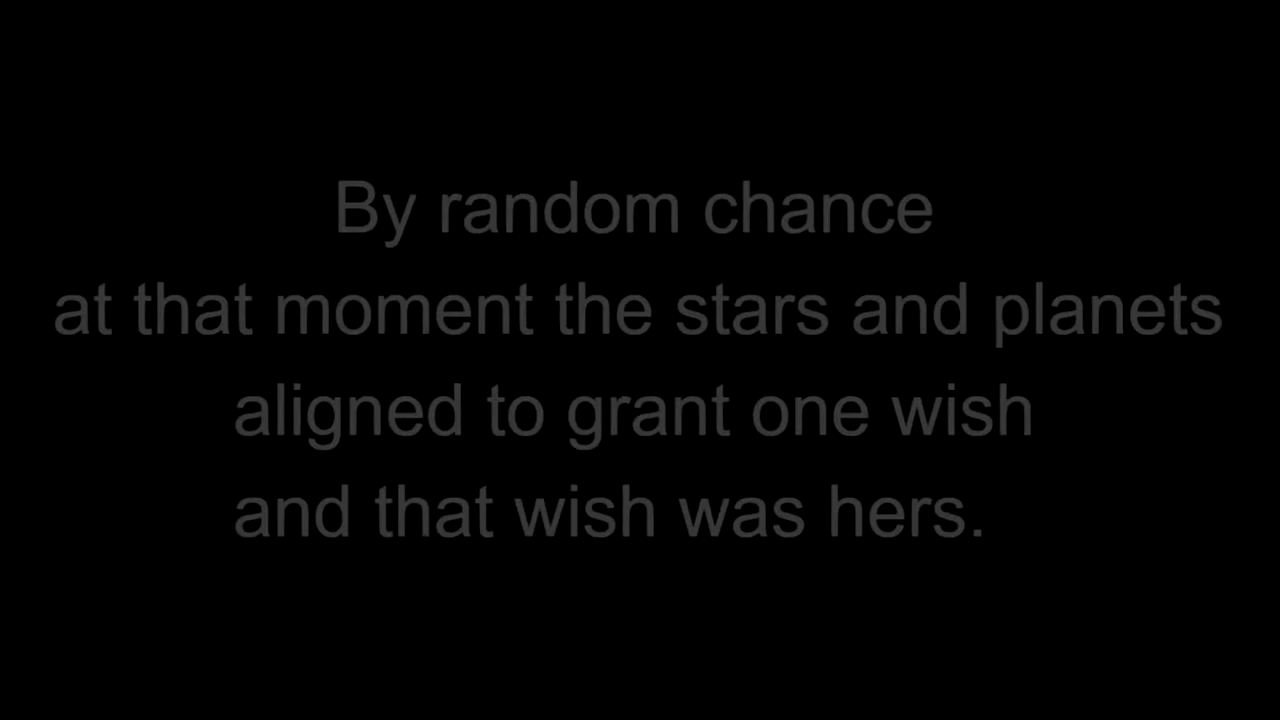 By random chance
at that moment the stars and planets
aligned to grant one wish
and that wish was hers.